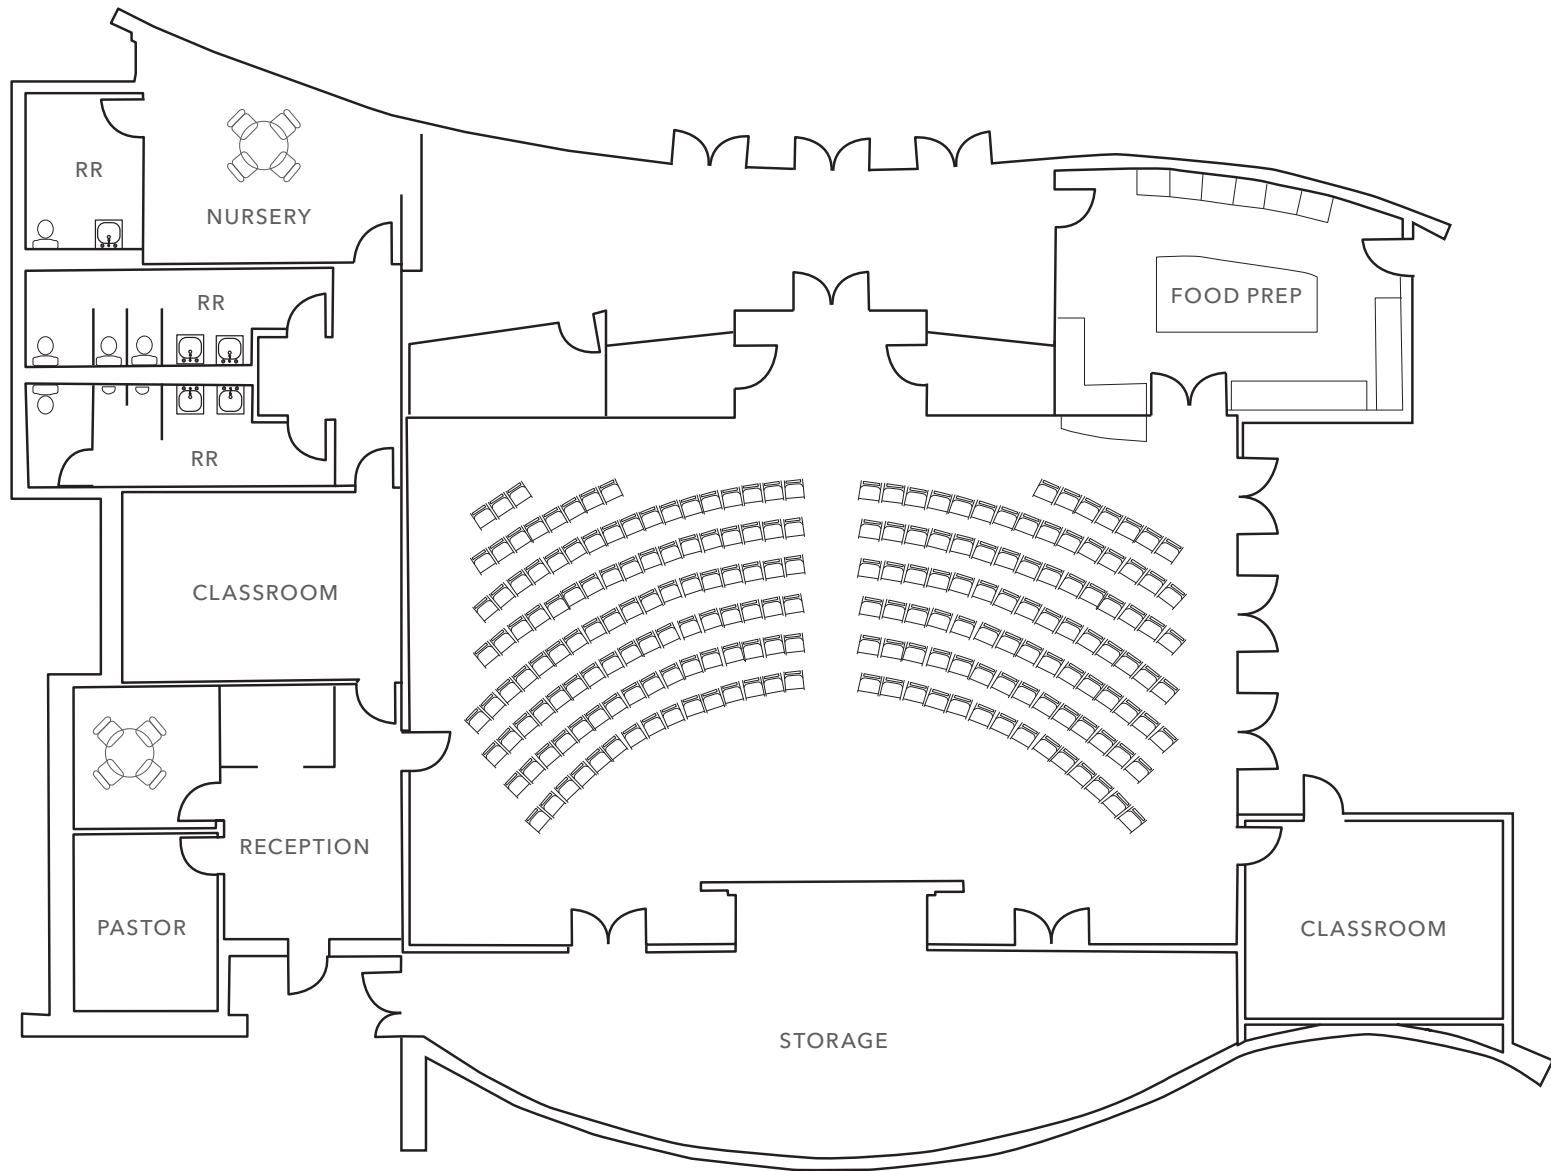 RR
NURSERY
FOOD PREP
RR
RR
CLASSROOM
RECEPTION
PASTOR
CLASSROOM
STORAGE